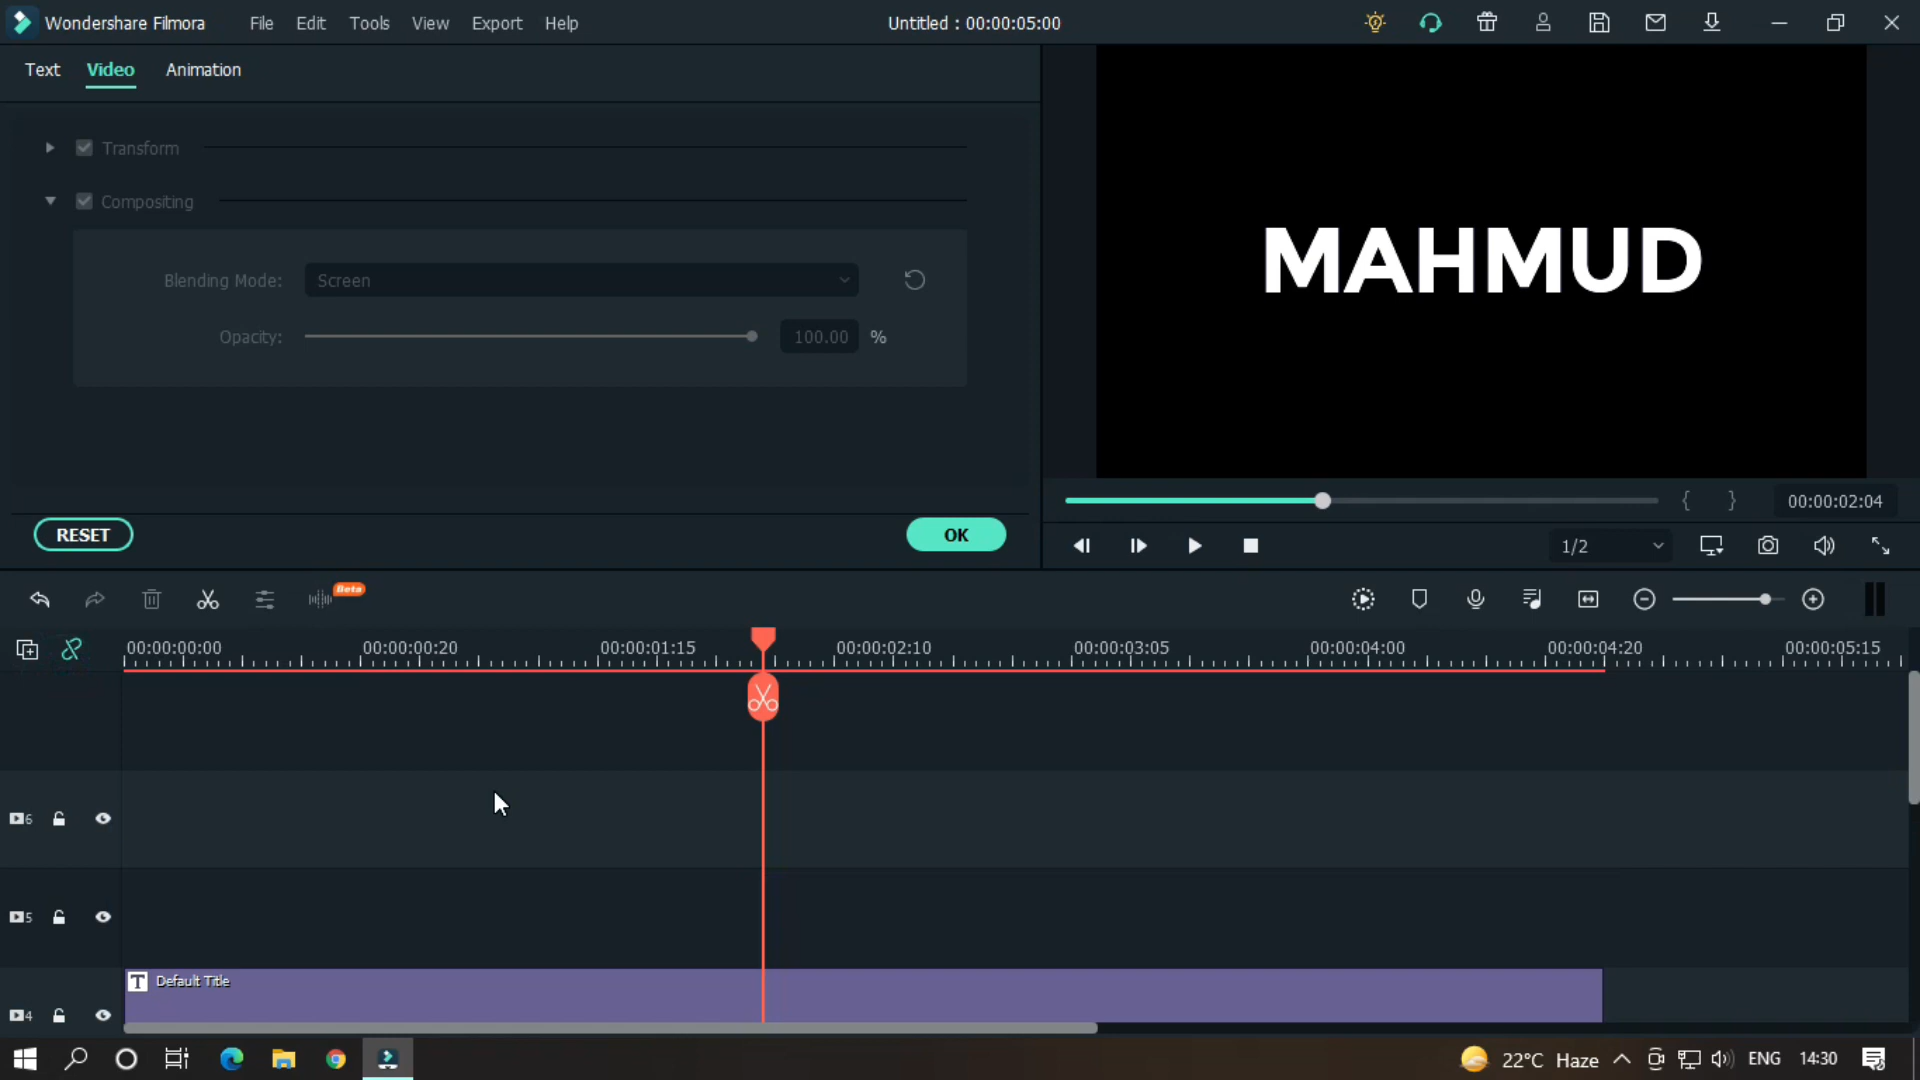 Wondershare Filmora File Edit Tools View Export Help Untitled : 00:00:05:00
Text Video Animation
Transform
Compositing
Blending Mode: Screen
Opacity: 100.00 %
RESET OK
MAHMUD
{ } 00:00:02:04
1/2
Beta
00:00:00:00 00:00:00:20 00:00:01:15 00:00:02:10 00:00:03:05 00:00:04:00 00:00:04:20 00:00:05:15
6
5
T Default Title
4
22°C Haze ENG 14:30